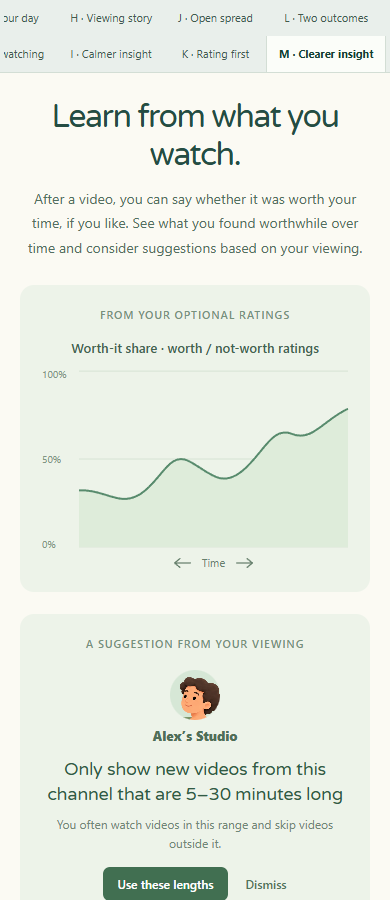 our day
H · Viewing story
J · Open spread
L · Two outcomes
watching
I · Calmer insight
K · Rating first
M · Clearer insight
Learn from what you
watch.
After a video, you can say whether it was worth your
time, if you like. See what you found worthwhile over
time and consider suggestions based on your viewing.
FROM YOUR OPTIONAL RATINGS
Worth-it share · worth / not-worth ratings
100%
50%
0%
Time
A SUGGESTION FROM YOUR VIEWING
Alex’s Studio
Only show new videos from this
channel that are 5–30 minutes long
You often watch videos in this range and skip videos
outside it.
Use these lengths
Dismiss